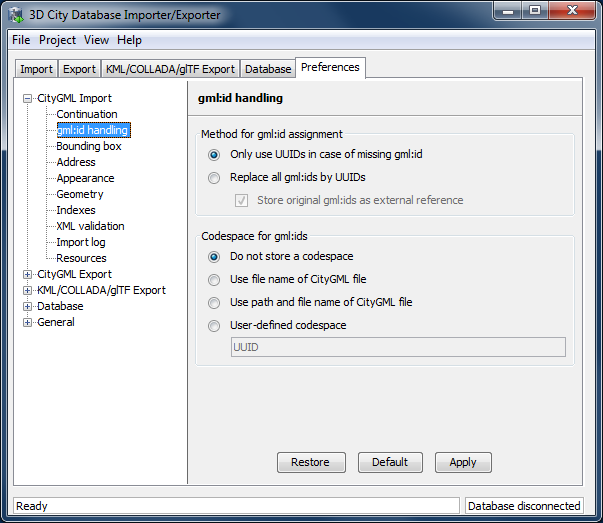 3D City Database Importer/Exporter
File Project View Help
Import Export KML/COLLADA/glTF Export Database Preferences
CityGML Import
Continuation
gml:id handling
Bounding box
Address
Appearance
Geometry
Indexes
XML validation
Import log
Resources
CityGML Export
KML/COLLADA/glTF Export
Database
General
gml:id handling
Method for gml:id assignment
Only use UUIDs in case of missing gml:id
Replace all gml:ids by UUIDs
Store original gml:ids as external reference
Codespace for gml:ids
Do not store a codespace
Use file name of CityGML file
Use path and file name of CityGML file
User-defined codespace
UUID
Restore Default Apply
Ready Database disconnected